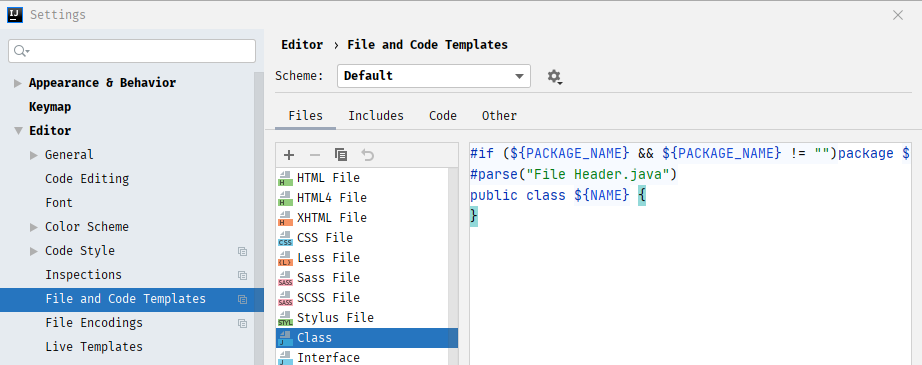 Settings
Appearance & Behavior
Keymap
Editor
General
Code Editing
Font
Color Scheme
Code Style
Inspections
File and Code Templates
File Encodings
Live Templates
Editor › File and Code Templates
Scheme: Default
Files Includes Code Other
HTML File
HTML4 File
XHTML File
CSS File
Less File
Sass File
SCSS File
Stylus File
Class
Interface
#if (${PACKAGE_NAME} && ${PACKAGE_NAME} != "")package $
#parse("File Header.java")
public class ${NAME} {
}